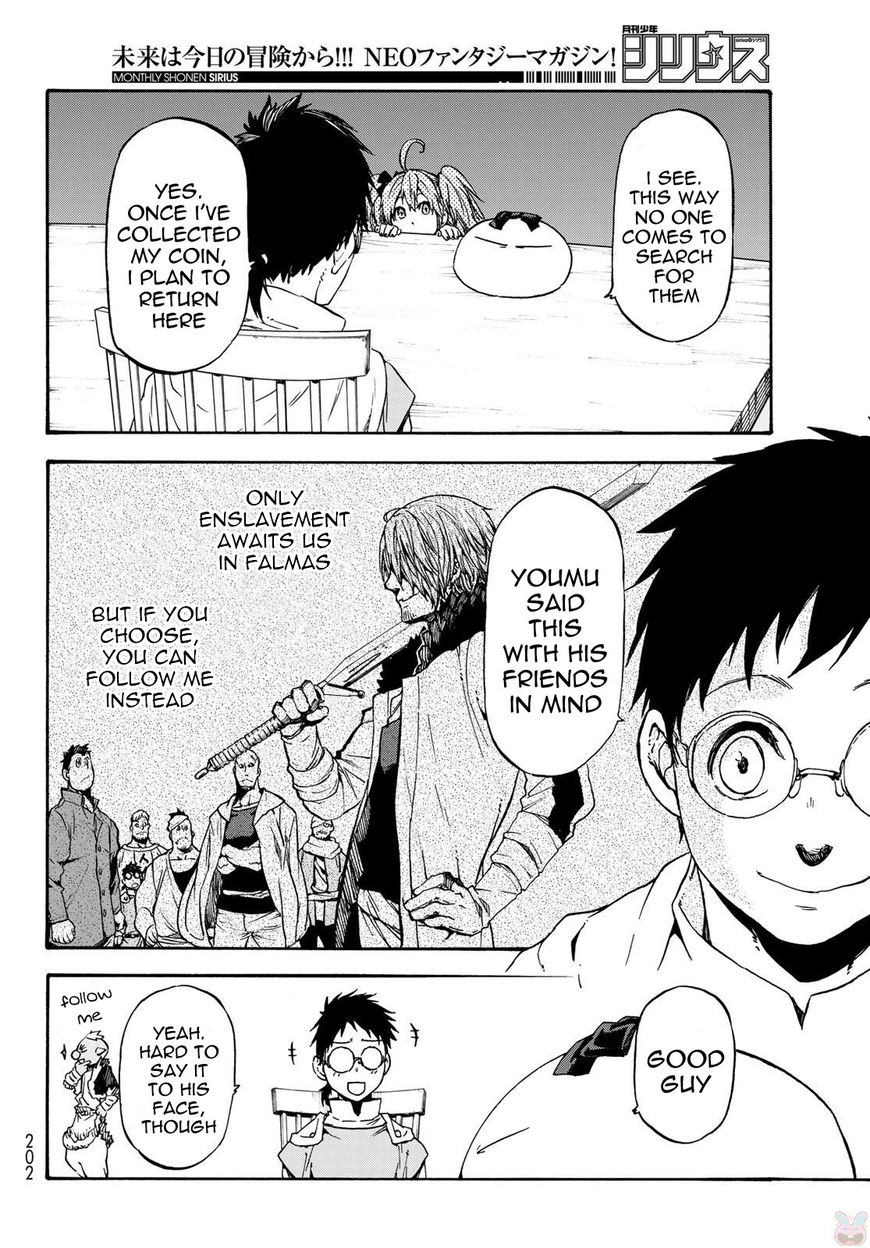 未来は今日の冒険から!!! NEOファンタジーマガジン!
月刊少年
シリウス
MONTHLY SHONEN SIRIUS
I SEE.
THIS WAY
NO ONE
COMES TO
SEARCH
FOR
THEM
YES.
ONCE I'VE
COLLECTED
MY COIN,
I PLAN TO
RETURN
HERE
YOUMU
SAID
THIS
WITH HIS
FRIENDS
IN MIND
ONLY
ENSLAVEMENT
AWAITS US
IN FALMAS
BUT IF YOU
CHOOSE,
YOU CAN
FOLLOW ME
INSTEAD
GOOD
GUY
YEAH.
HARD TO
SAY IT
TO HIS
FACE,
THOUGH
follow
me
202